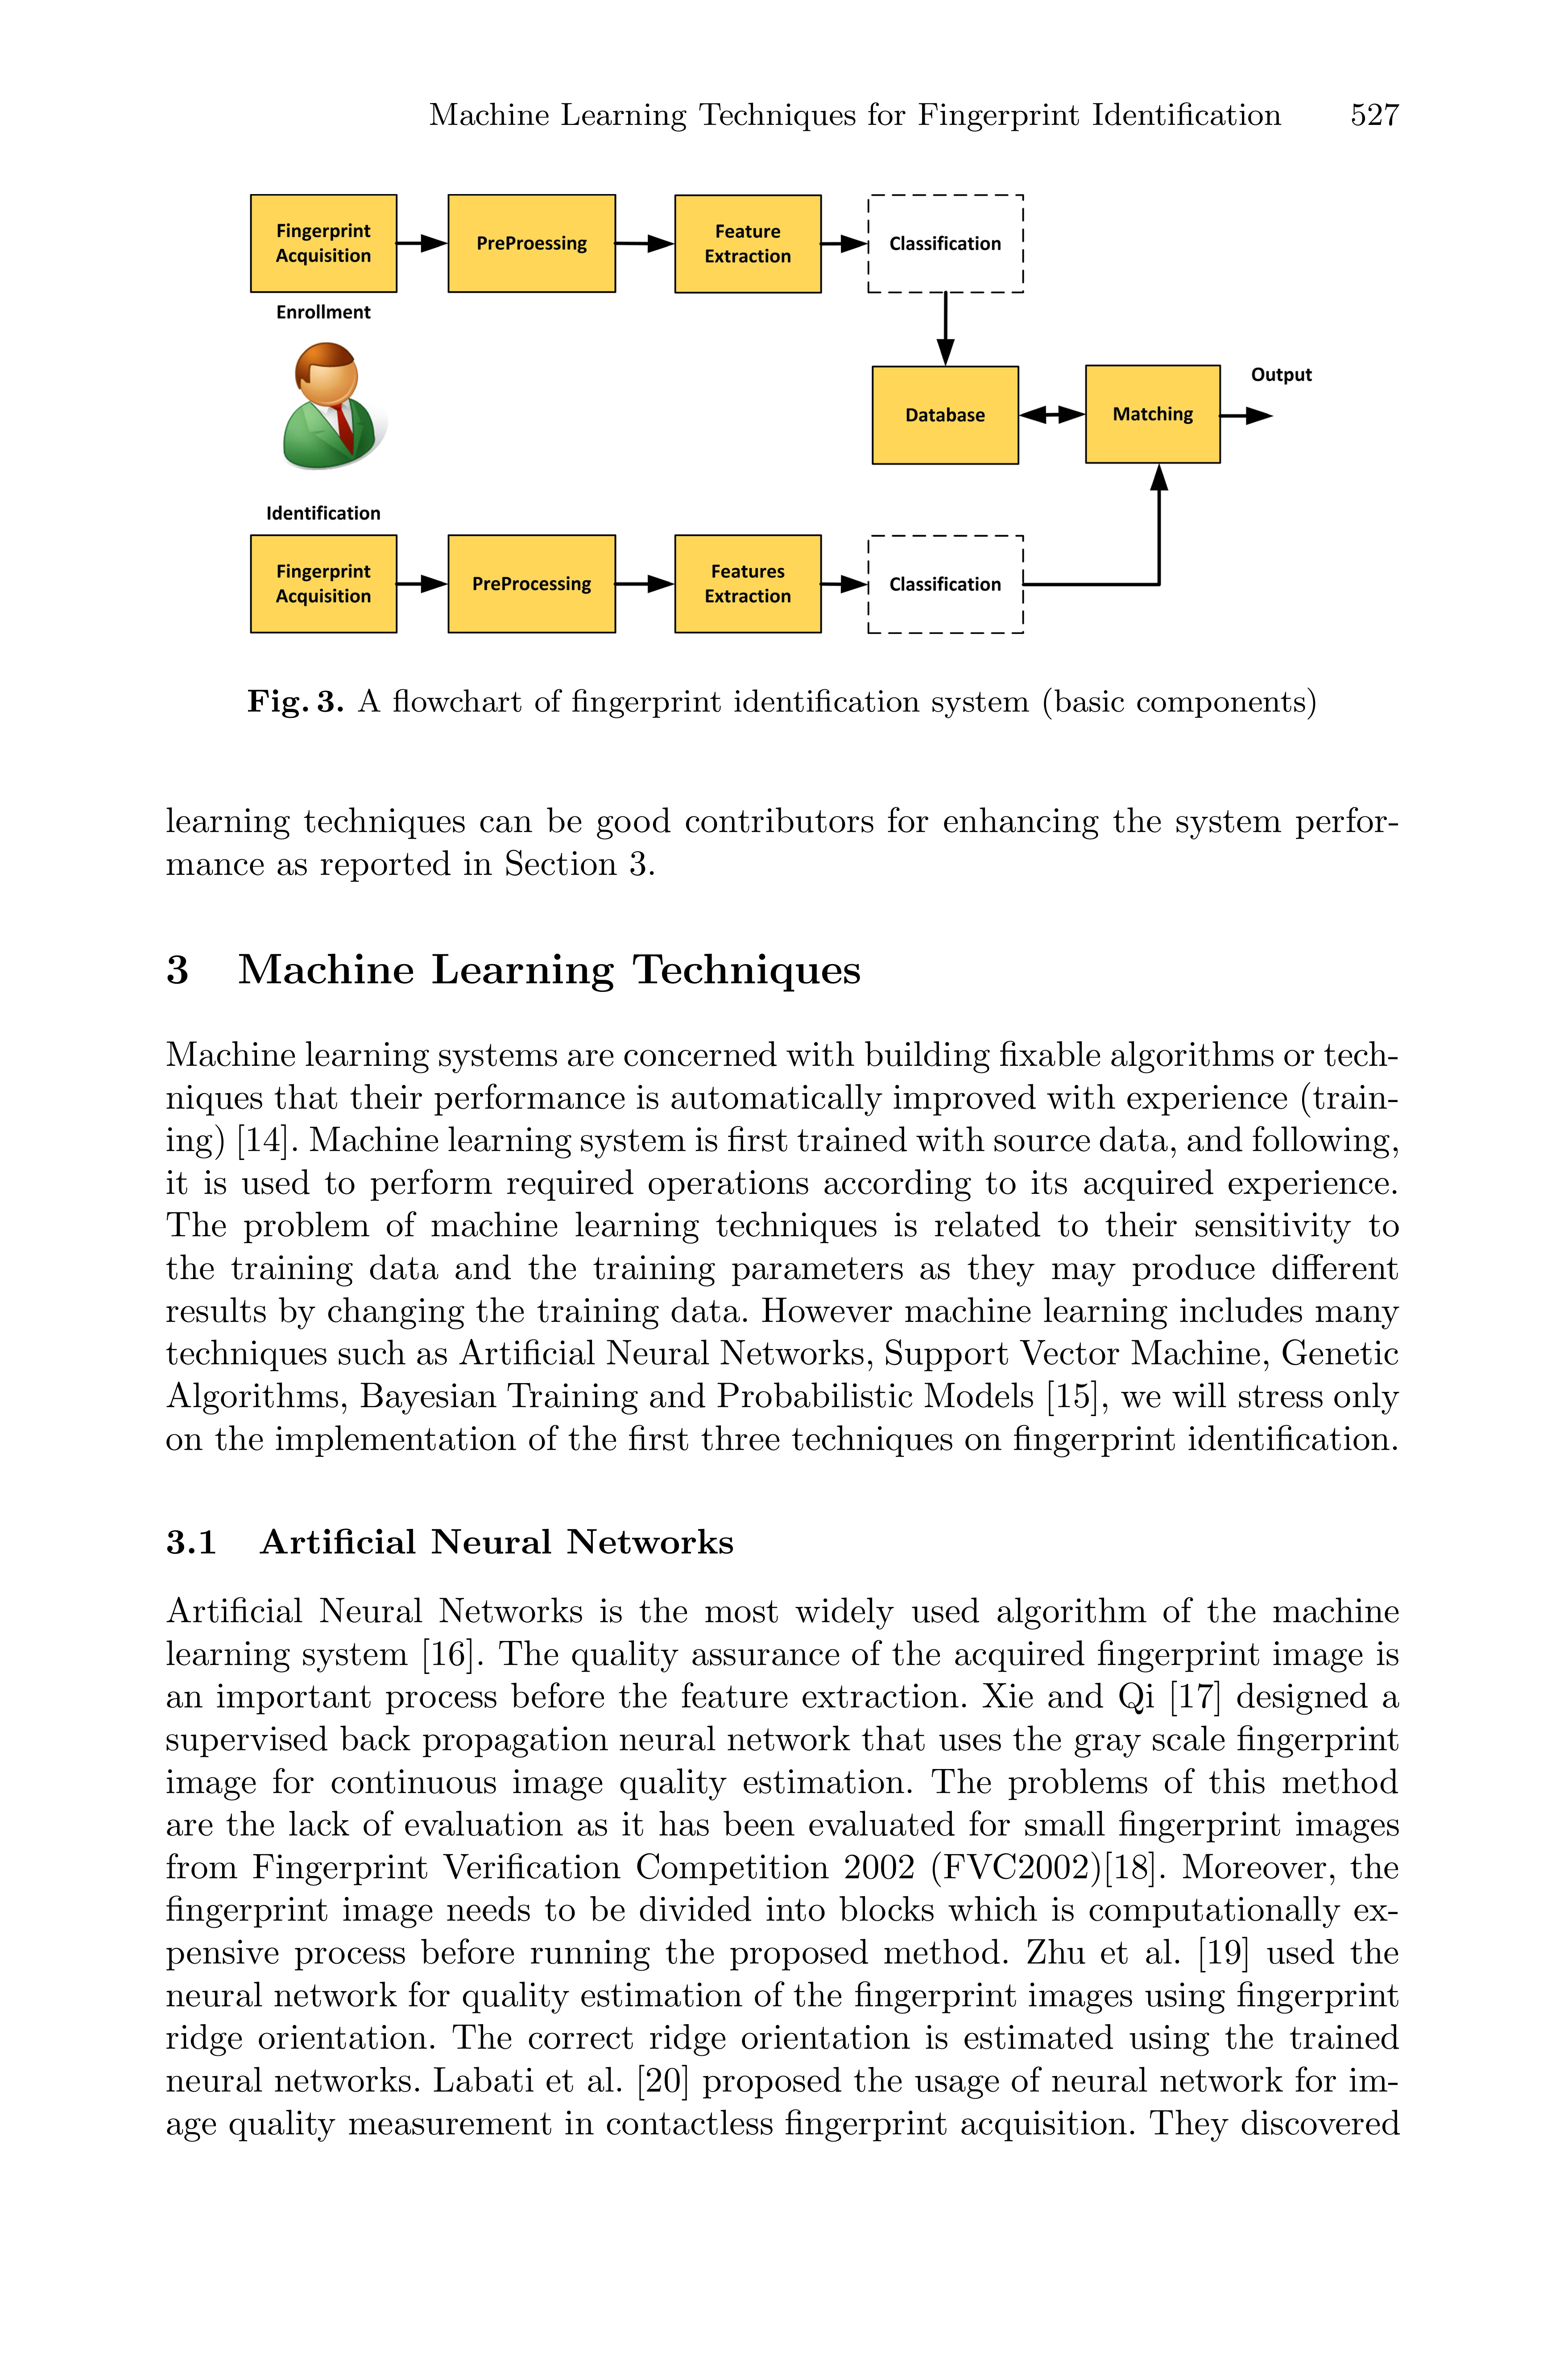 Machine Learning Techniques for Fingerprint Identification 527
Fingerprint
Acquisition
PreProessing
Feature
Extraction
Classification
Enrollment
Database
Matching
Output
Identification
Fingerprint
Acquisition
PreProcessing
Features
Extraction
Classification
Fig. 3. A flowchart of fingerprint identification system (basic components)
learning techniques can be good contributors for enhancing the system perfor-
mance as reported in Section 3.
3 Machine Learning Techniques
Machine learning systems are concerned with building fixable algorithms or tech-
niques that their performance is automatically improved with experience (train-
ing) [14]. Machine learning system is first trained with source data, and following,
it is used to perform required operations according to its acquired experience.
The problem of machine learning techniques is related to their sensitivity to
the training data and the training parameters as they may produce different
results by changing the training data. However machine learning includes many
techniques such as Artificial Neural Networks, Support Vector Machine, Genetic
Algorithms, Bayesian Training and Probabilistic Models [15], we will stress only
on the implementation of the first three techniques on fingerprint identification.
3.1 Artificial Neural Networks
Artificial Neural Networks is the most widely used algorithm of the machine
learning system [16]. The quality assurance of the acquired fingerprint image is
an important process before the feature extraction. Xie and Qi [17] designed a
supervised back propagation neural network that uses the gray scale fingerprint
image for continuous image quality estimation. The problems of this method
are the lack of evaluation as it has been evaluated for small fingerprint images
from Fingerprint Verification Competition 2002 (FVC2002)[18]. Moreover, the
fingerprint image needs to be divided into blocks which is computationally ex-
pensive process before running the proposed method. Zhu et al. [19] used the
neural network for quality estimation of the fingerprint images using fingerprint
ridge orientation. The correct ridge orientation is estimated using the trained
neural networks. Labati et al. [20] proposed the usage of neural network for im-
age quality measurement in contactless fingerprint acquisition. They discovered